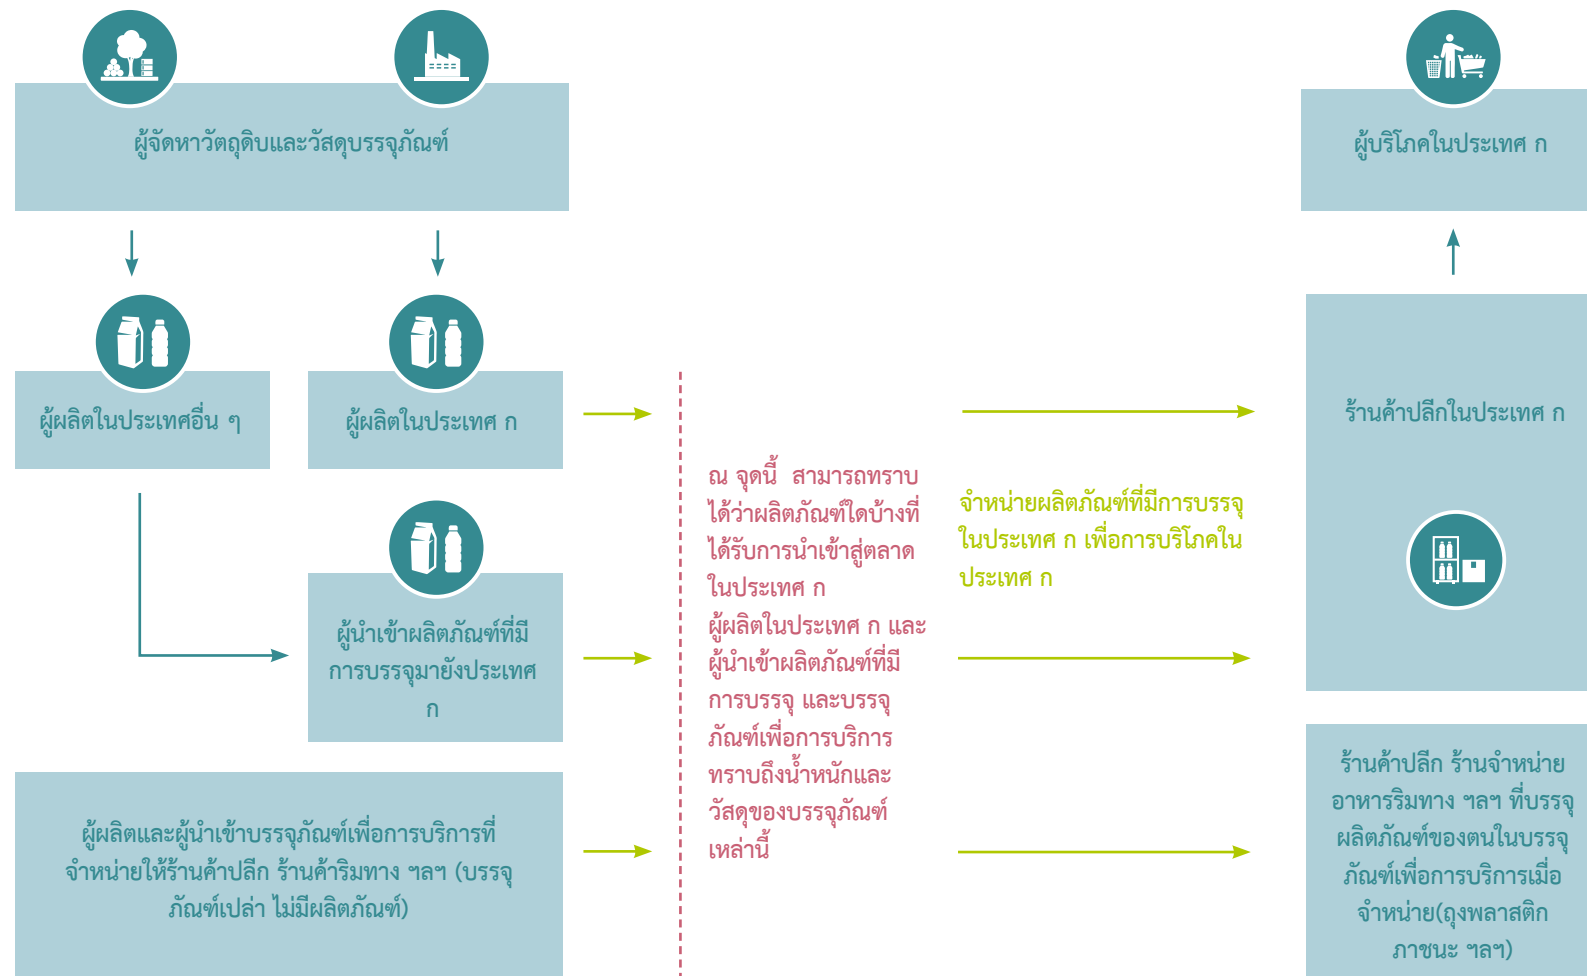 ผู้จัดหาวัตถุดิบและวัสดุบรรจุภัณฑ์
ผู้บริโภคในประเทศ ก
ผู้ผลิตในประเทศอื่น ๆ
ผู้ผลิตในประเทศ ก
ร้านค้าปลีกในประเทศ ก
ณ จุดนี้ สามารถทราบ
ได้ว่าผลิตภัณฑ์ใดบ้างที่
ได้รับการนำเข้าสู่ตลาด
ในประเทศ ก
ผู้ผลิตในประเทศ ก และ
ผู้นำเข้าผลิตภัณฑ์ที่มี
การบรรจุ และบรรจุ
ภัณฑ์เพื่อการบริการ
ทราบถึงน้ำหนักและ
วัสดุของบรรจุภัณฑ์
เหล่านี้
จำหน่ายผลิตภัณฑ์ที่มีการบรรจุ
ในประเทศ ก เพื่อการบริโภคใน
ประเทศ ก
ผู้นำเข้าผลิตภัณฑ์ที่มี
การบรรจุมายังประเทศ
ก
ผู้ผลิตและผู้นำเข้าบรรจุภัณฑ์เพื่อการบริการที่
จำหน่ายให้ร้านค้าปลีก ร้านค้าริมทาง ฯลฯ (บรรจุ
ภัณฑ์เปล่า ไม่มีผลิตภัณฑ์)
ร้านค้าปลีก ร้านจำหน่าย
อาหารริมทาง ฯลฯ ที่บรรจุ
ผลิตภัณฑ์ของตนในบรรจุ
ภัณฑ์เพื่อการบริการเมื่อ
จำหน่าย(ถุงพลาสติก
ภาชนะ ฯลฯ)